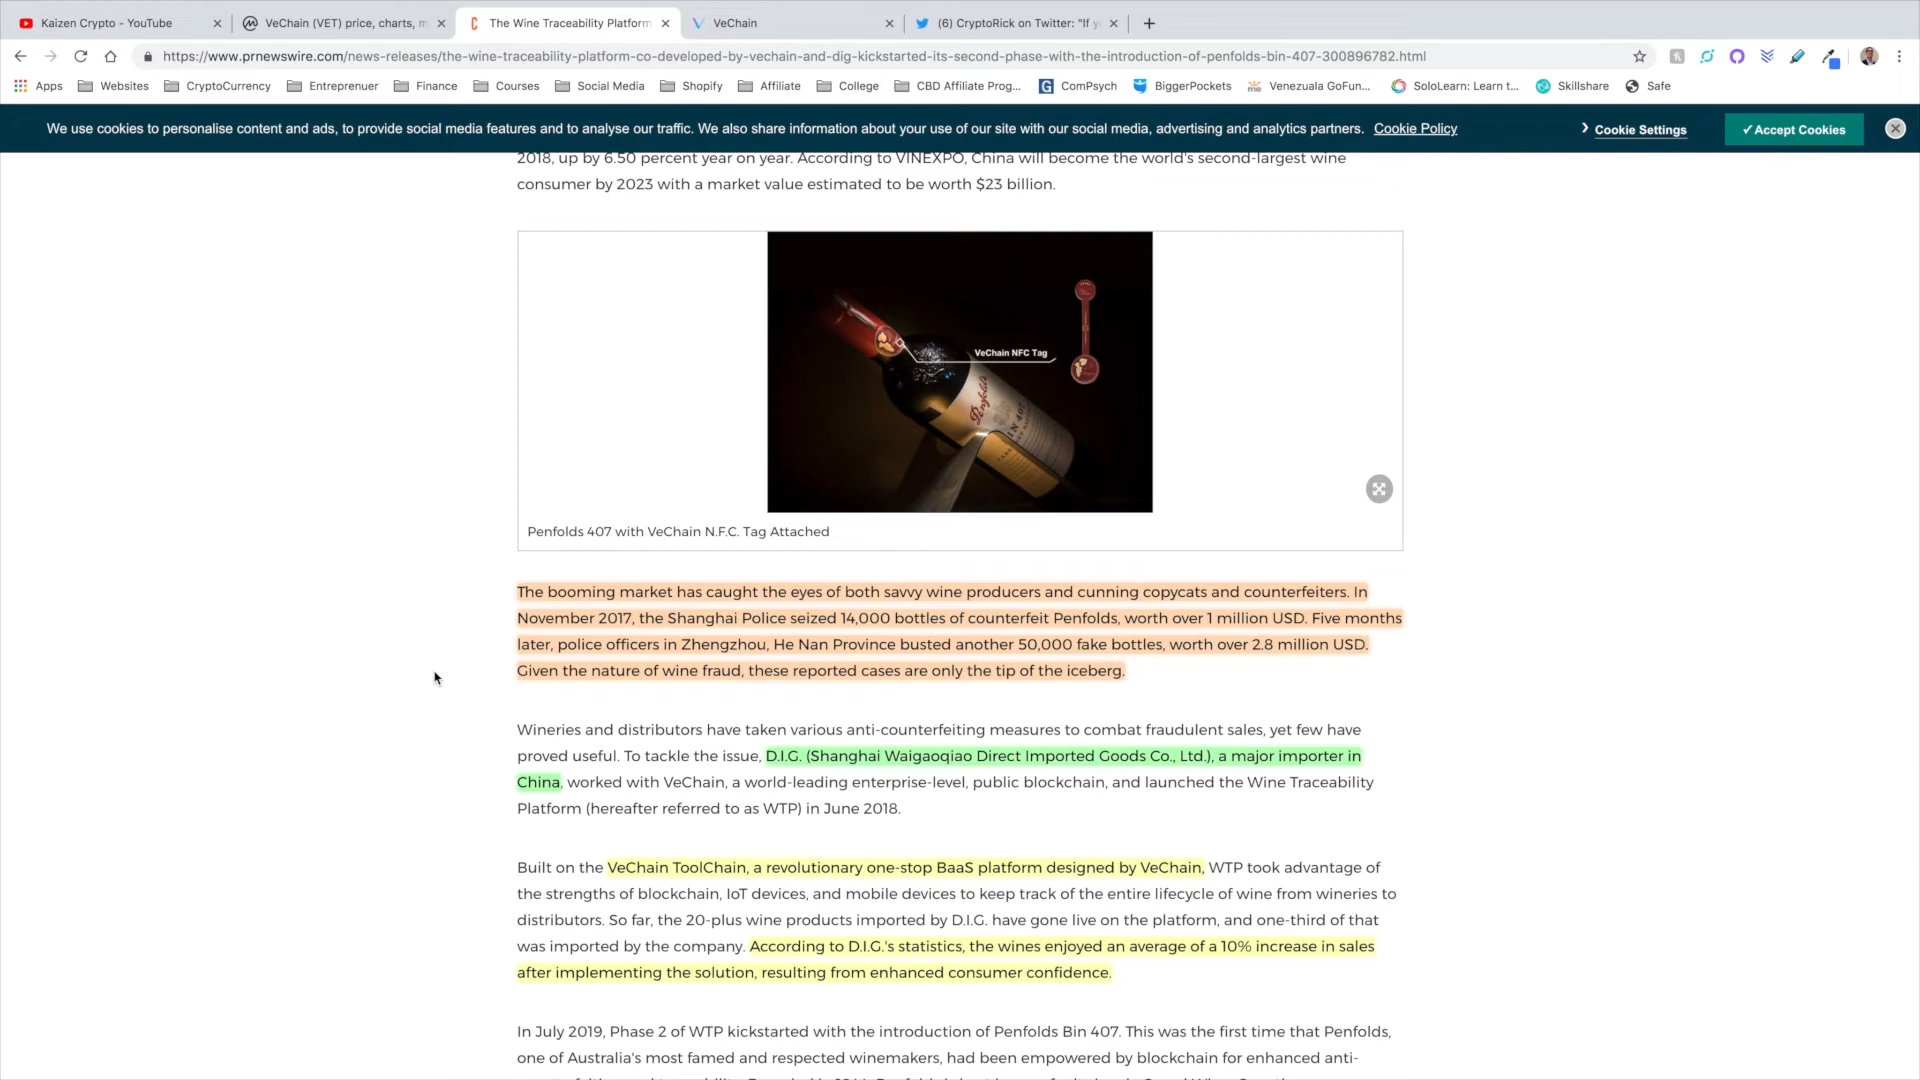 Kaizen Crypto - YouTube
VeChain (VET) price, charts, m
The Wine Traceability Platform
VeChain
(6) CryptoRick on Twitter: "If y
https://www.prnewswire.com/news-releases/the-wine-traceability-platform-co-developed-by-vechain-and-dig-kickstarted-its-second-phase-with-the-introduction-of-penfolds-bin-407-300896782.html
Apps Websites CryptoCurrency Entreprenuer Finance Courses Social Media Shopify Affiliate College CBD Affiliate Prog... ComPsych BiggerPockets Venezuala GoFun... SoloLearn: Learn t... Skillshare Safe
We use cookies to personalise content and ads, to provide social media features and to analyse our traffic. We also share information about your use of our site with our social media, advertising and analytics partners. Cookie Policy
Cookie Settings
✓Accept Cookies
2018, up by 6.50 percent year on year. According to VINEXPO, China will become the world's second-largest wine
consumer by 2023 with a market value estimated to be worth $23 billion.
VeChain NFC Tag
Penfolds
Penfolds 407 with VeChain N.F.C. Tag Attached
The booming market has caught the eyes of both savvy wine producers and cunning copycats and counterfeiters. In
November 2017, the Shanghai Police seized 14,000 bottles of counterfeit Penfolds, worth over 1 million USD. Five months
later, police officers in Zhengzhou, He Nan Province busted another 50,000 fake bottles, worth over 2.8 million USD.
Given the nature of wine fraud, these reported cases are only the tip of the iceberg.
Wineries and distributors have taken various anti-counterfeiting measures to combat fraudulent sales, yet few have
proved useful. To tackle the issue, D.I.G. (Shanghai Waigaoqiao Direct Imported Goods Co., Ltd.), a major importer in
China, worked with VeChain, a world-leading enterprise-level, public blockchain, and launched the Wine Traceability
Platform (hereafter referred to as WTP) in June 2018.
Built on the VeChain ToolChain, a revolutionary one-stop BaaS platform designed by VeChain, WTP took advantage of
the strengths of blockchain, IoT devices, and mobile devices to keep track of the entire lifecycle of wine from wineries to
distributors. So far, the 20-plus wine products imported by D.I.G. have gone live on the platform, and one-third of that
was imported by the company. According to D.I.G.'s statistics, the wines enjoyed an average of a 10% increase in sales
after implementing the solution, resulting from enhanced consumer confidence.
In July 2019, Phase 2 of WTP kickstarted with the introduction of Penfolds Bin 407. This was the first time that Penfolds,
one of Australia's most famed and respected winemakers, had been empowered by blockchain for enhanced anti-